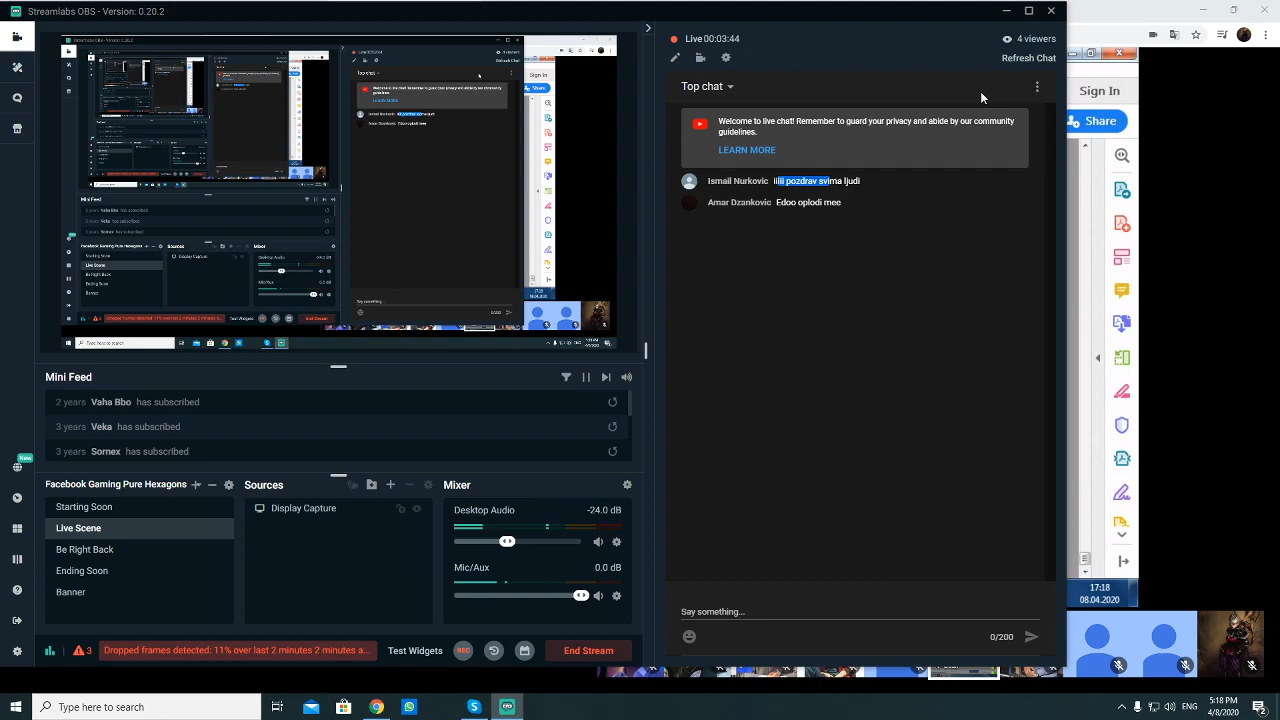 Streamlabs OBS - Version: 0.20.2
Live 00:03:44
4 viewers
Refresh Chat
Top chat
Welcome to live chat! Remember to guard your privacy and abide by our community
guidelines.
LEARN MORE
Ismail Nurkovic iiiii pozdrav svima ljudi
Amar Dzankovic Edoo oplodi mee
Sign In
Share
Mini Feed
2 years Vaha Bbo has subscribed
3 years Veka has subscribed
3 years Sornex has subscribed
New
Facebook Gaming Pure Hexagons
Starting Soon
Live Scene
Be Right Back
Ending Soon
Banner
Sources
Display Capture
Mixer
Desktop Audio -24.0 dB
Mic/Aux 0.0 dB
Say something...
0/200
17:18
08.04.2020
3 Dropped frames detected: 11% over last 2 minutes 2 minutes a...
Test Widgets
REC
End Stream
Type here to search
ENG
5:18 PM
4/8/2020
2